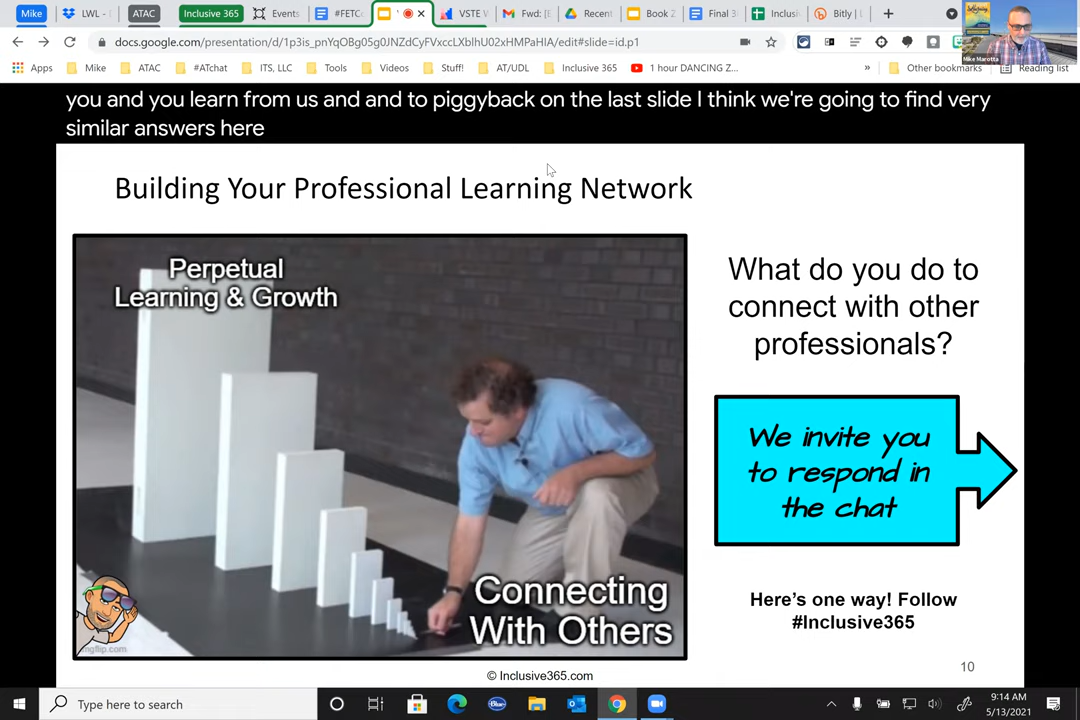 Mike
LWL -
ATAC
Inclusive 365
Events
#FETC
VSTE
Fwd: [E
Recent
Book 2
Final 3
Inclusi
Bitly | L
docs.google.com/presentation/d/1p3is_pnYqOBg05g0JNZdCyFVxccLXblhU02xHMPaHIA/edit#slide=id.p1
Mike Marotta
Apps
Mike
ATAC
#ATchat
ITS, LLC
Tools
Videos
Stuff!
AT/UDL
Inclusive 365
1 hour DANCING Z...
»
Other bookmarks
Reading list
you and you learn from us and and to piggyback on the last slide I think we're going to find very
similar answers here
Building Your Professional Learning Network
Perpetual
Learning & Growth
Connecting
With Others
imgflip.com
What do you do to
connect with other
professionals?
We invite you
to respond in
the chat
Here's one way! Follow
#Inclusive365
© Inclusive365.com
10
Type here to search
Blue
9:14 AM
5/13/2021